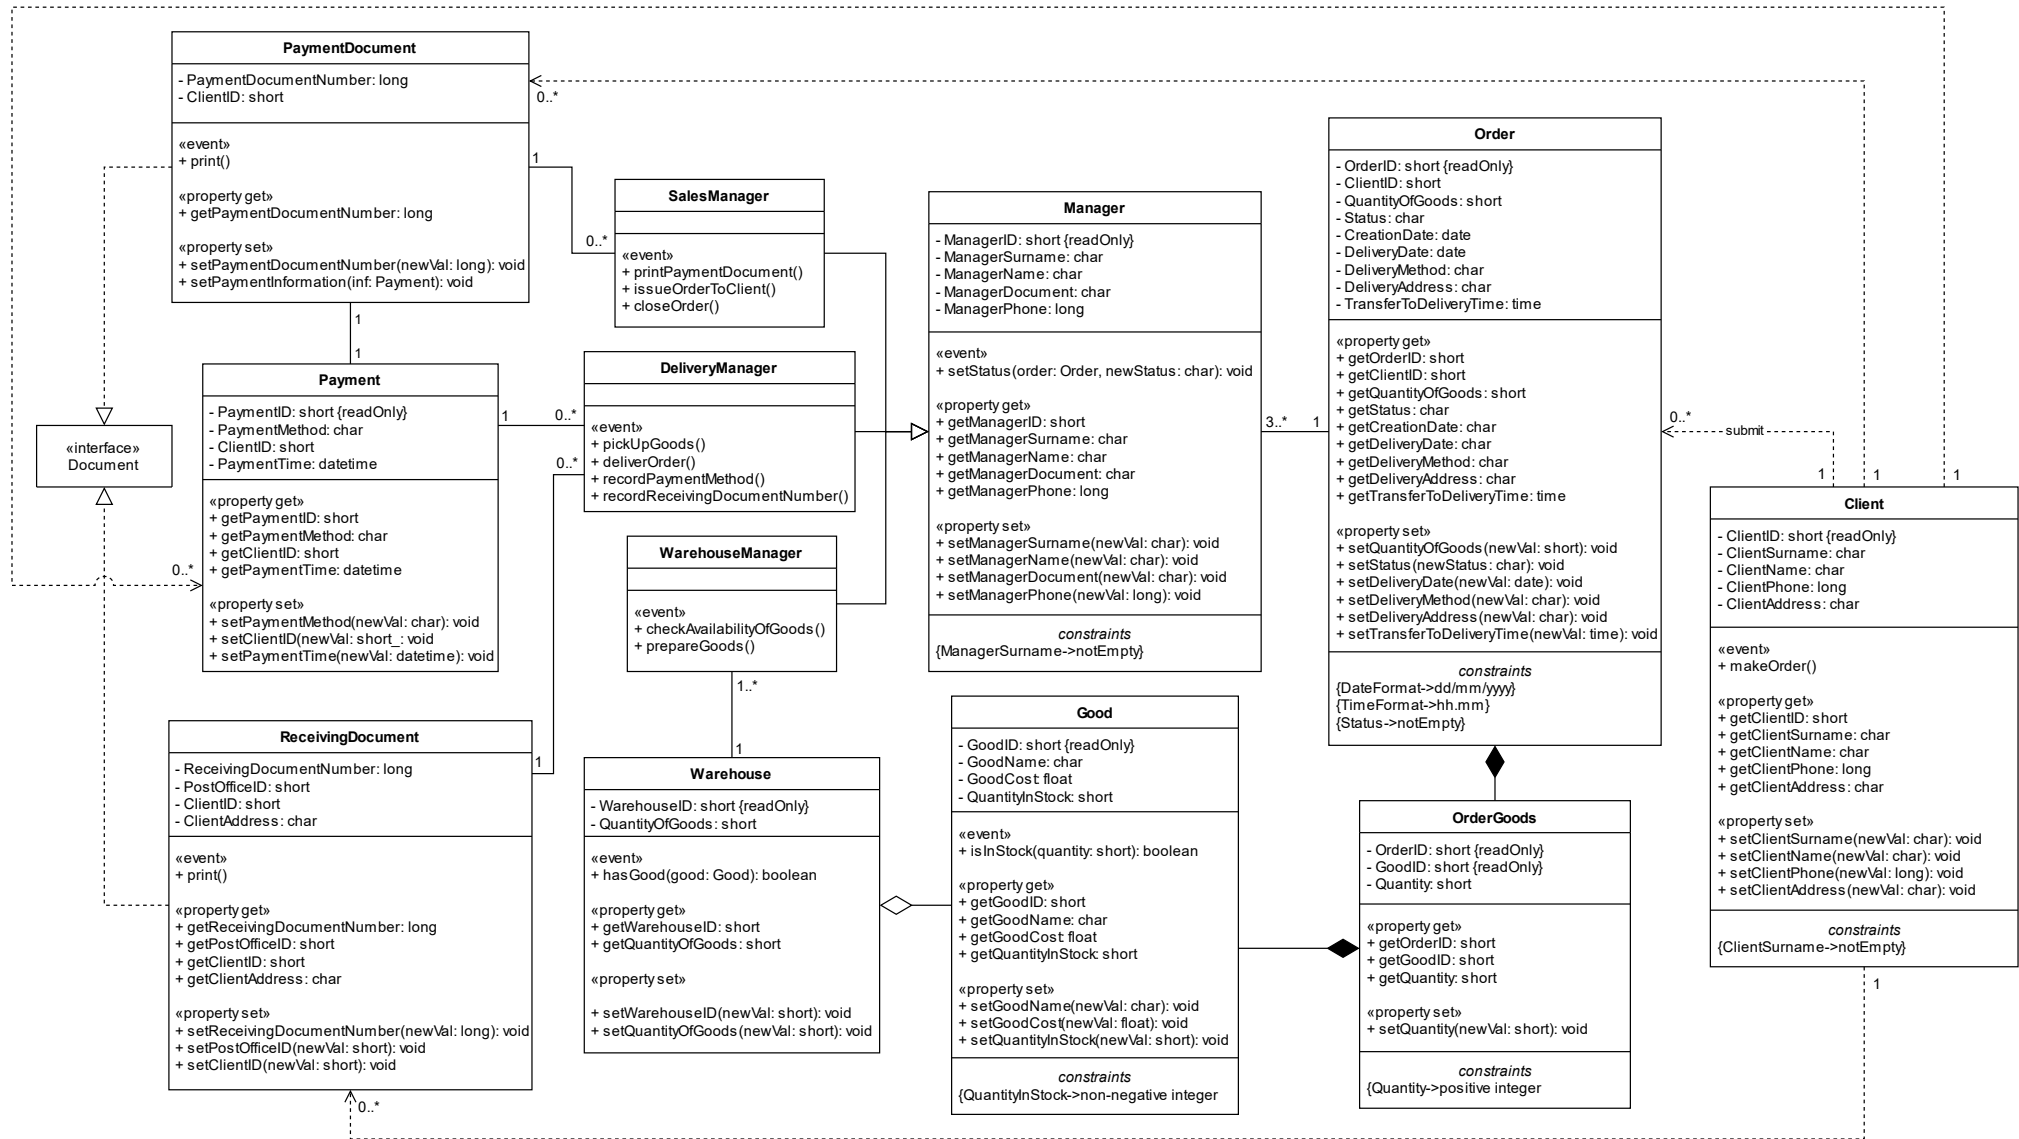 PaymentDocument
- PaymentDocumentNumber: long
- ClientID: short
«event»
+ print()
«property get»
+ getPaymentDocumentNumber: long
«property set»
+ setPaymentDocumentNumber(newVal: long): void
+ setPaymentInformation(inf: Payment): void
0..*
1
0..*
1
1
SalesManager
«event»
+ printPaymentDocument()
+ issueOrderToClient()
+ closeOrder()
Payment
- PaymentID: short {readOnly}
- PaymentMethod: char
- ClientID: short
- PaymentTime: datetime
«property get»
+ getPaymentID: short
+ getPaymentMethod: char
+ getClientID: short
+ getPaymentTime: datetime
«property set»
+ setPaymentMethod(newVal: char): void
+ setClientID(newVal: short_: void
+ setPaymentTime(newVal: datetime): void
0..*
1
0..*
0..*
«interface»
Document
DeliveryManager
«event»
+ pickUpGoods()
+ deliverOrder()
+ recordPaymentMethod()
+ recordReceivingDocumentNumber()
WarehouseManager
«event»
+ checkAvailabilityOfGoods()
+ prepareGoods()
1..*
1
Manager
- ManagerID: short {readOnly}
- ManagerSurname: char
- ManagerName: char
- ManagerDocument: char
- ManagerPhone: long
«event»
+ setStatus(order: Order, newStatus: char): void
«property get»
+ getManagerID: short
+ getManagerSurname: char
+ getManagerName: char
+ getManagerDocument: char
+ getManagerPhone: long
«property set»
+ setManagerSurname(newVal: char): void
+ setManagerName(newVal: char): void
+ setManagerDocument(newVal: char): void
+ setManagerPhone(newVal: long): void
constraints
{ManagerSurname->notEmpty}
3..*
1
Order
- OrderID: short {readOnly}
- ClientID: short
- QuantityOfGoods: short
- Status: char
- CreationDate: date
- DeliveryDate: date
- DeliveryMethod: char
- DeliveryAddress: char
- TransferToDeliveryTime: time
«property get»
+ getOrderID: short
+ getClientID: short
+ getQuantityOfGoods: short
+ getStatus: char
+ getCreationDate: char
+ getDeliveryDate: char
+ getDeliveryMethod: char
+ getDeliveryAddress: char
+ getTransferToDeliveryTime: time
«property set»
+ setQuantityOfGoods(newVal: short): void
+ setStatus(newStatus: char): void
+ setDeliveryDate(newVal: date): void
+ setDeliveryMethod(newVal: char): void
+ setDeliveryAddress(newVal: char): void
+ setTransferToDeliveryTime(newVal: time): void
constraints
{DateFormat->dd/mm/yyyy}
{TimeFormat->hh.mm}
{Status->notEmpty}
0..*
submit
1
1
1
Client
- ClientID: short {readOnly}
- ClientSurname: char
- ClientName: char
- ClientPhone: long
- ClientAddress: char
«event»
+ makeOrder()
«property get»
+ getClientID: short
+ getClientSurname: char
+ getClientName: char
+ getClientPhone: long
+ getClientAddress: char
«property set»
+ setClientSurname(newVal: char): void
+ setClientName(newVal: char): void
+ setClientPhone(newVal: long): void
+ setClientAddress(newVal: char): void
constraints
{ClientSurname->notEmpty}
1
ReceivingDocument
- ReceivingDocumentNumber: long
- PostOfficeID: short
- ClientID: short
- ClientAddress: char
«event»
+ print()
«property get»
+ getReceivingDocumentNumber: long
+ getPostOfficeID: short
+ getClientID: short
+ getClientAddress: char
«property set»
+ setReceivingDocumentNumber(newVal: long): void
+ setPostOfficeID(newVal: short): void
+ setClientID(newVal: short): void
1
0..*
Warehouse
- WarehouseID: short {readOnly}
- QuantityOfGoods: short
«event»
+ hasGood(good: Good): boolean
«property get»
+ getWarehouseID: short
+ getQuantityOfGoods: short
«property set»
+ setWarehouseID(newVal: short): void
+ setQuantityOfGoods(newVal: short): void
Good
- GoodID: short {readOnly}
- GoodName: char
- GoodCost: float
- QuantityInStock: short
«event»
+ isInStock(quantity: short): boolean
«property get»
+ getGoodID: short
+ getGoodName: char
+ getGoodCost: float
+ getQuantityInStock: short
«property set»
+ setGoodName(newVal: char): void
+ setGoodCost(newVal: float): void
+ setQuantityInStock(newVal: short): void
constraints
{QuantityInStock->non-negative integer
OrderGoods
- OrderID: short {readOnly}
- GoodID: short {readOnly}
- Quantity: short
«property get»
+ getOrderID: short
+ getGoodID: short
+ getQuantity: short
«property set»
+ setQuantity(newVal: short): void
constraints
{Quantity->positive integer